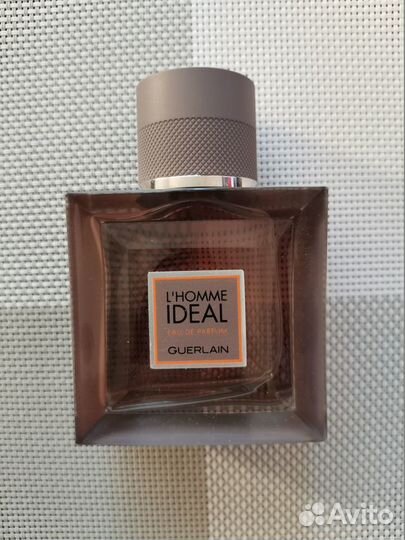 L'HOMME
IDEAL
EAU DE PARFUM
GUERLAIN
Avito